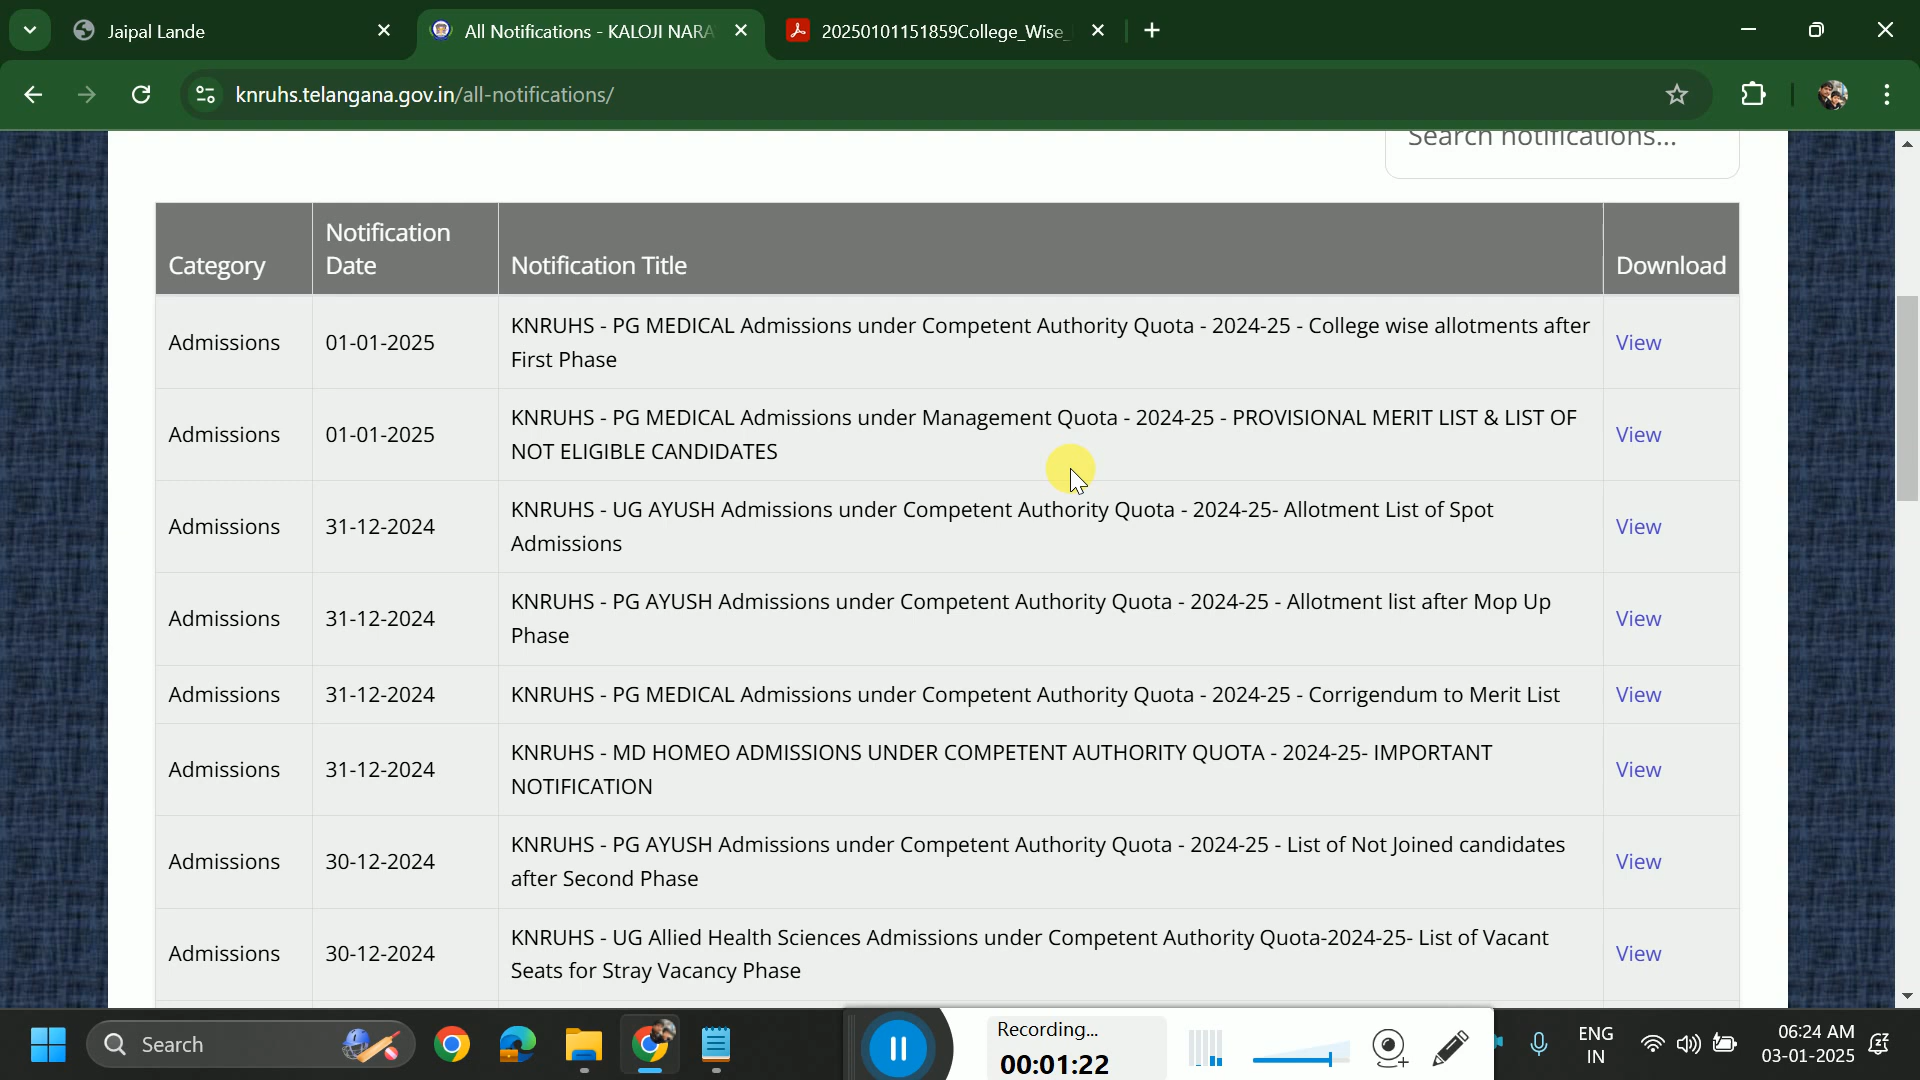 Jaipal Lande
All Notifications - KALOJI NARA
20250101151859College_Wise_
knruhs.telangana.gov.in/all-notifications/
Search notifications...
Category
Notification
Date
Notification Title
Download
Admissions
01-01-2025
KNRUHS - PG MEDICAL Admissions under Competent Authority Quota - 2024-25 - College wise allotments after
First Phase
View
Admissions
01-01-2025
KNRUHS - PG MEDICAL Admissions under Management Quota - 2024-25 - PROVISIONAL MERIT LIST & LIST OF
NOT ELIGIBLE CANDIDATES
View
Admissions
31-12-2024
KNRUHS - UG AYUSH Admissions under Competent Authority Quota - 2024-25- Allotment List of Spot
Admissions
View
Admissions
31-12-2024
KNRUHS - PG AYUSH Admissions under Competent Authority Quota - 2024-25 - Allotment list after Mop Up
Phase
View
Admissions
31-12-2024
KNRUHS - PG MEDICAL Admissions under Competent Authority Quota - 2024-25 - Corrigendum to Merit List
View
Admissions
31-12-2024
KNRUHS - MD HOMEO ADMISSIONS UNDER COMPETENT AUTHORITY QUOTA - 2024-25- IMPORTANT
NOTIFICATION
View
Admissions
30-12-2024
KNRUHS - PG AYUSH Admissions under Competent Authority Quota - 2024-25 - List of Not Joined candidates
after Second Phase
View
Admissions
30-12-2024
KNRUHS - UG Allied Health Sciences Admissions under Competent Authority Quota-2024-25- List of Vacant
Seats for Stray Vacancy Phase
View
Search
Recording...
00:01:22
ENG
IN
06:24 AM
03-01-2025